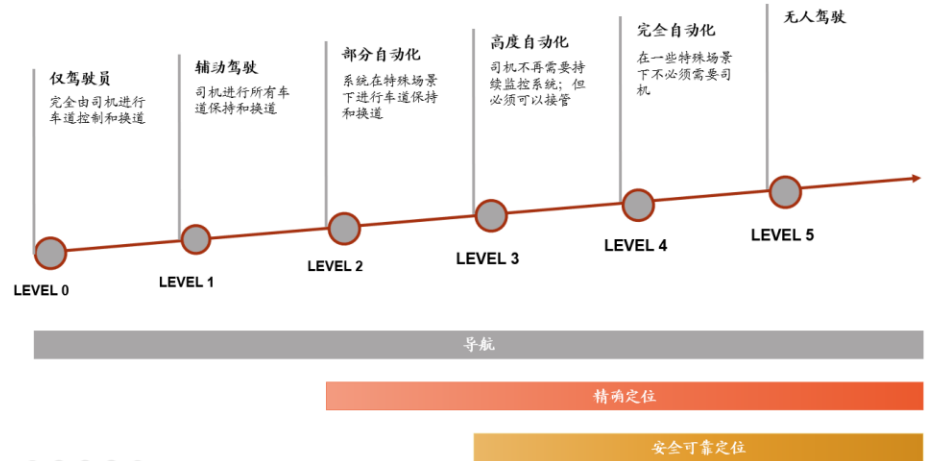 仅驾驶员
完全由司机进行
车道控制和换道
辅助驾驶
司机进行所有车
道保持和换道
部分自动化
系统在特殊场景
下进行车道保持
和换道
高度自动化
司机不再需要持
续监控系统；但
必须可以接管
完全自动化
在一些特殊场景
下不必须需要司
机
无人驾驶
LEVEL 0
LEVEL 1
LEVEL 2
LEVEL 3
LEVEL 4
LEVEL 5
导航
精确定位
安全可靠定位